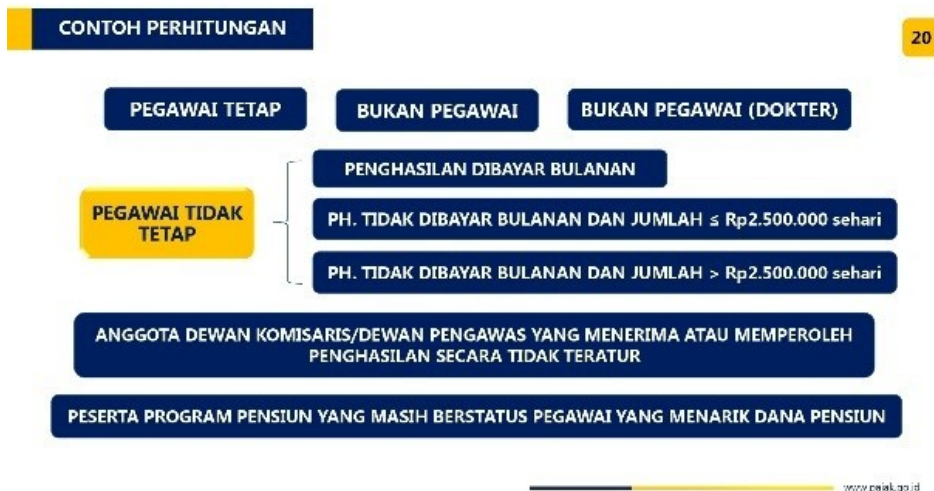 CONTOH PERHITUNGAN
20
PEGAWAI TETAP
BUKAN PEGAWAI
BUKAN PEGAWAI (DOKTER)
PENGHASILAN DIBAYAR BULANAN
PEGAWAI TIDAK
TETAP
PH. TIDAK DIBAYAR BULANAN DAN JUMLAH ≤ Rp2.500.000 sehari
PH. TIDAK DIBAYAR BULANAN DAN JUMLAH > Rp2.500.000 sehari
ANGGOTA DEWAN KOMISARIS/DEWAN PENGAWAS YANG MENERIMA ATAU MEMPEROLEH
PENGHASILAN SECARA TIDAK TERATUR
PESERTA PROGRAM PENSIUN YANG MASIH BERSTATUS PEGAWAI YANG MENARIK DANA PENSIUN
www.pajak.go.id